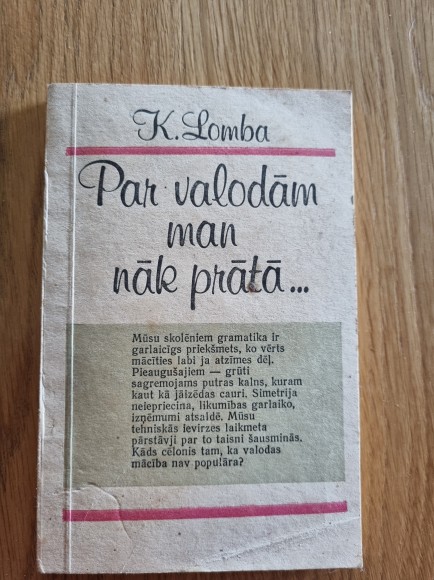 K. Lomba
Par valodām
man
nāk prātā...
Mūsu skolēniem gramatika ir
garlaicīgs priekšmets, ko vērts
mācīties labi ja atzīmes dēļ.
Pieaugušajiem — grūti
sagremojams putras kalns, kuram
kaut kā jāizēdas cauri. Simetrija
neiepriecina, likumības garlaiko,
izņēmumi atsaldē. Mūsu
tehniskās ievirzes laikmeta
pārstāvji par to taisni šausminās.
Kāds cēlonis tam, ka valodas
mācība nav populāra?